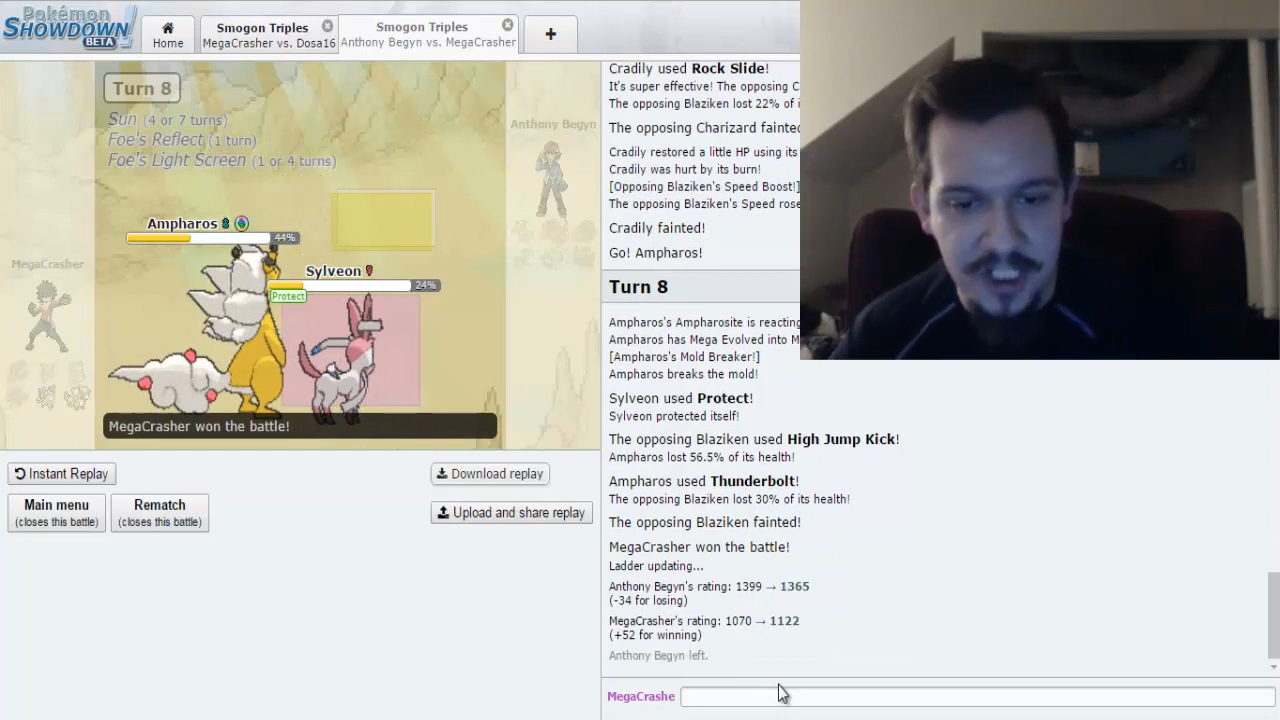 Pokémon
SHOWDOWN!
BETA
Home
Smogon Triples
MegaCrasher vs. Dosa16
Smogon Triples
Anthony Begyn vs. MegaCrasher
+
Turn 8
Sun (4 or 7 turns)
Foe's Reflect (1 turn)
Foe's Light Screen (1 or 4 turns)
Anthony Begyn
Ampharos
44%
Sylveon
24%
Protect
MegaCrasher
MegaCrasher won the battle!
Instant Replay
Download replay
Main menu
(closes this battle)
Rematch
(closes this battle)
Upload and share replay
Cradily used Rock Slide!
It's super effective! The opposing C
The opposing Blaziken lost 22% of i
The opposing Charizard fainted
Cradily restored a little HP using its
Cradily was hurt by its burn!
[Opposing Blaziken's Speed Boost!]
The opposing Blaziken's Speed rose
Cradily fainted!
Go! Ampharos!
Turn 8
Ampharos's Ampharosite is reacting
Ampharos has Mega Evolved into M
[Ampharos's Mold Breaker!]
Ampharos breaks the mold!
Sylveon used Protect!
Sylveon protected itself!
The opposing Blaziken used High Jump Kick!
Ampharos lost 56.5% of its health!
Ampharos used Thunderbolt!
The opposing Blaziken lost 30% of its health!
The opposing Blaziken fainted!
MegaCrasher won the battle!
Ladder updating...
Anthony Begyn's rating: 1399 → 1365
(-34 for losing)
MegaCrasher's rating: 1070 → 1122
(+52 for winning)
Anthony Begyn left.
MegaCrashe